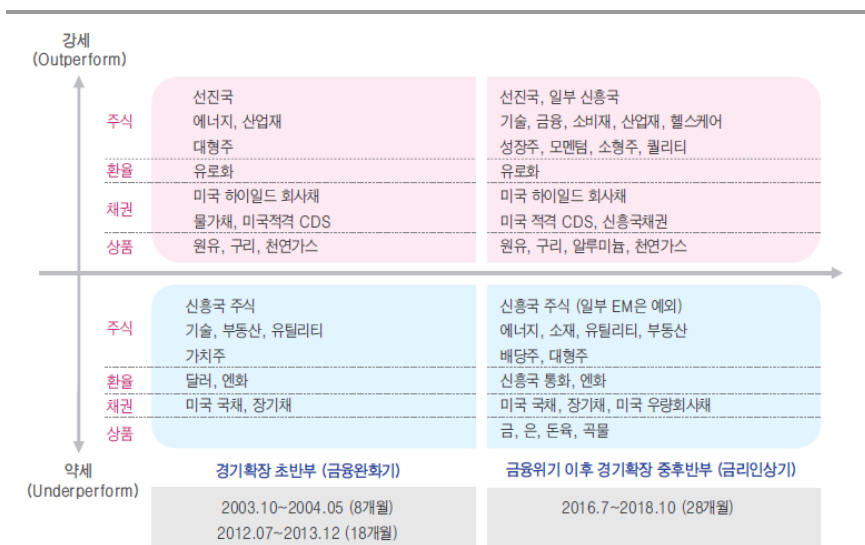 강세
(Outperform)
주식
선진국
에너지, 산업재
대형주
선진국, 일부 신흥국
기술, 금융, 소비재, 산업재, 헬스케어
성장주, 모멘텀, 소형주, 퀄리티
환율
유로화
유로화
채권
미국 하이일드 회사채
물가채, 미국적격 CDS
미국 하이일드 회사채
미국 적격 CDS, 신흥국채권
상품
원유, 구리, 천연가스
원유, 구리, 알루미늄, 천연가스
주식
신흥국 주식
기술, 부동산, 유틸리티
가치주
신흥국 주식 (일부 EM은 예외)
에너지, 소재, 유틸리티, 부동산
배당주, 대형주
환율
달러, 엔화
신흥국 통화, 엔화
채권
미국 국채, 장기채
미국 국채, 장기채, 미국 우량회사채
상품
금, 은, 돈육, 곡물
약세
(Underperform)
경기확장 초반부 (금융완화기)
금융위기 이후 경기확장 중후반부 (금리인상기)
2003.10~2004.05 (8개월)
2012.07~2013.12 (18개월)
2016.7~2018.10 (28개월)